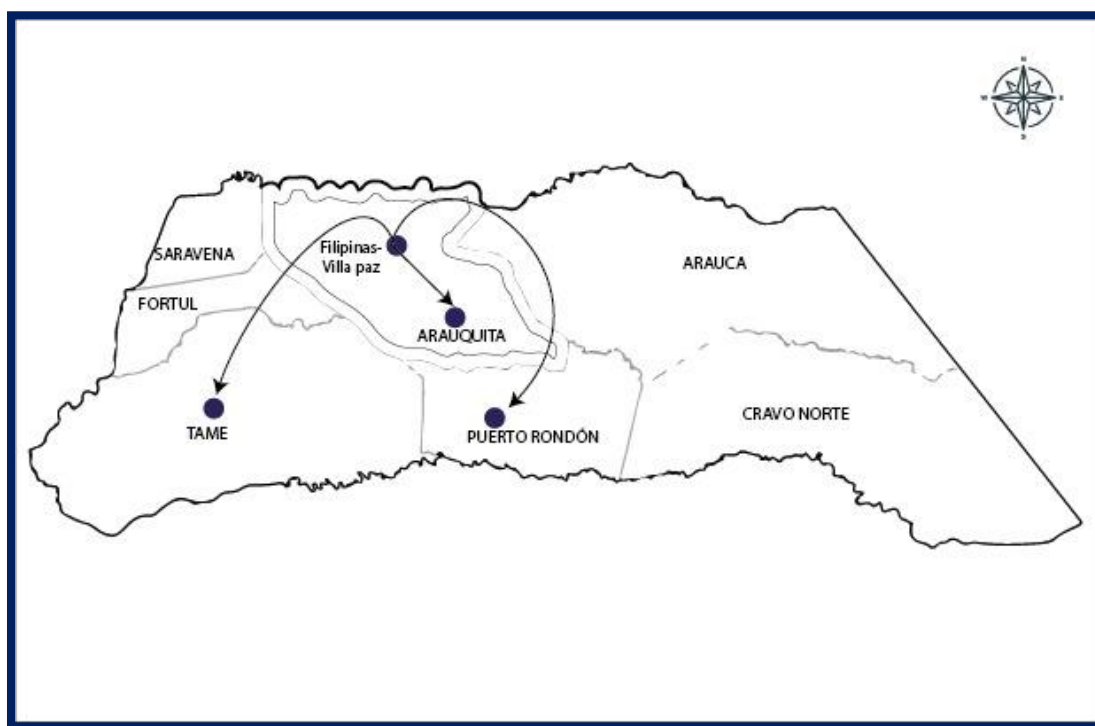 N
W E
S
SARAVENA
Filipinas-
Villa paz
ARAUCA
FORTUL
ARAUQUITA
TAME
PUERTO RONDÓN
CRAVO NORTE